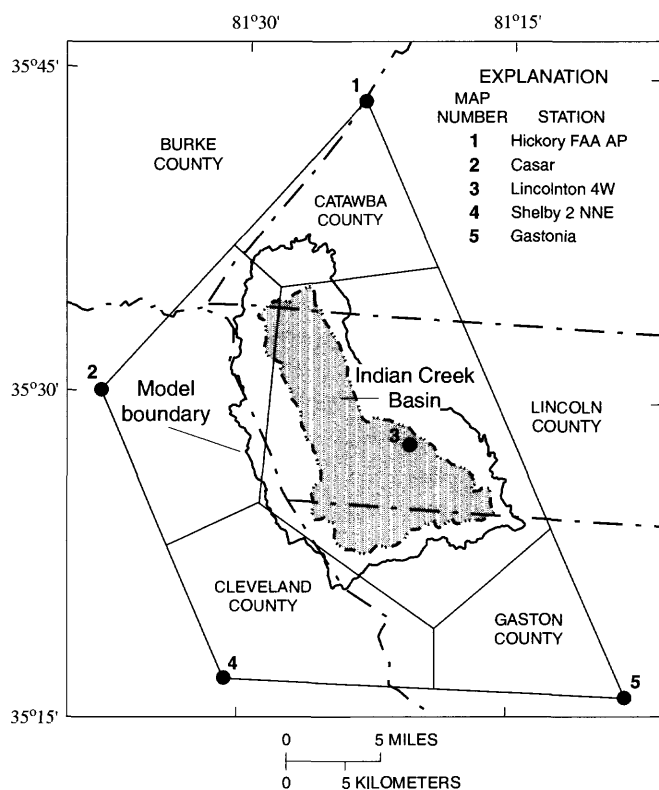 81°30'
81°15'
35°45'
EXPLANATION
MAP NUMBER STATION
1 Hickory FAA AP
2 Casar
3 Lincolnton 4W
4 Shelby 2 NNE
5 Gastonia
1
BURKE
COUNTY
CATAWBA
COUNTY
2
35°30'
Model
boundary
Indian Creek
Basin
3
LINCOLN
COUNTY
CLEVELAND
COUNTY
GASTON
COUNTY
4
5
35°15'
0 5 MILES
0 5 KILOMETERS